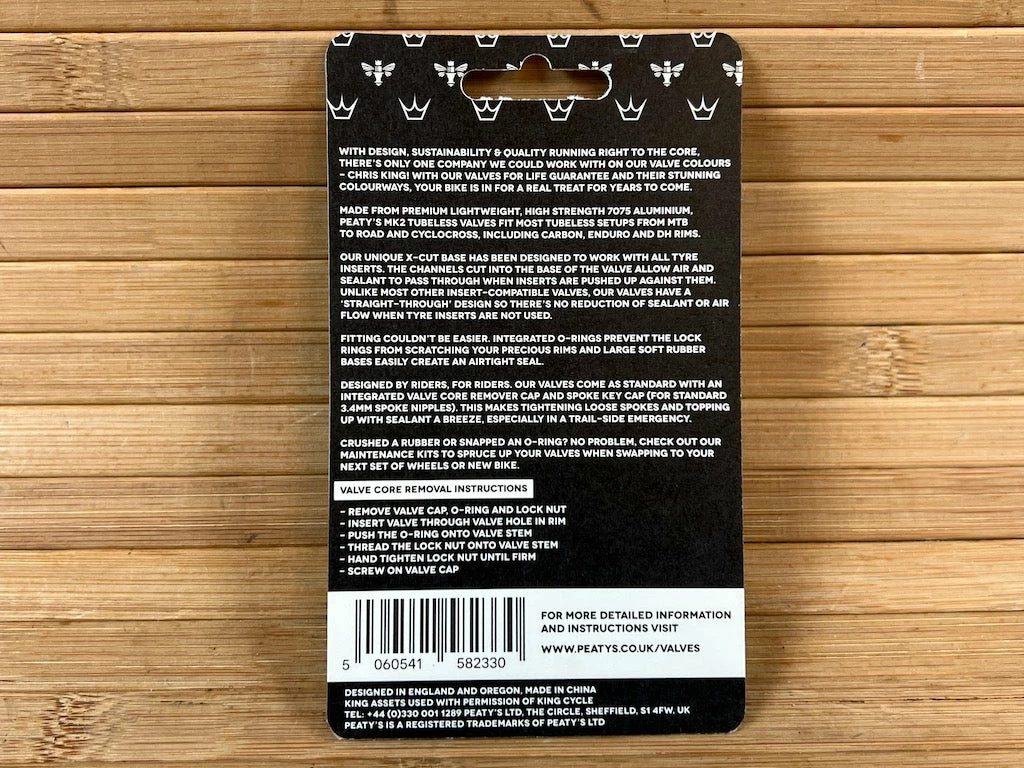 WITH DESIGN, SUSTAINABILITY & QUALITY RUNNING RIGHT TO THE CORE,
THERE'S ONLY ONE COMPANY WE COULD WORK WITH ON OUR VALVE COLOURS
– CHRIS KING! WITH OUR VALVES FOR LIFE GUARANTEE AND THEIR STUNNING
COLOURWAYS, YOUR BIKE IS IN FOR A REAL TREAT FOR YEARS TO COME.
MADE FROM PREMIUM LIGHTWEIGHT, HIGH STRENGTH 7075 ALUMINIUM,
PEATY'S MK2 TUBELESS VALVES FIT MOST TUBELESS SETUPS FROM MTB
TO ROAD AND CYCLOCROSS, INCLUDING CARBON, ENDURO AND DH RIMS.
OUR UNIQUE X-CUT BASE HAS BEEN DESIGNED TO WORK WITH ALL TYRE
INSERTS. THE CHANNELS CUT INTO THE BASE OF THE VALVE ALLOW AIR AND
SEALANT TO PASS THROUGH WHEN INSERTS ARE PUSHED UP AGAINST THEM.
UNLIKE MOST OTHER INSERT-COMPATIBLE VALVES, OUR VALVES HAVE A
'STRAIGHT-THROUGH' DESIGN SO THERE'S NO REDUCTION OF SEALANT OR AIR
FLOW WHEN TYRE INSERTS ARE NOT USED.
FITTING COULDN'T BE EASIER. INTEGRATED O-RINGS PREVENT THE LOCK
RINGS FROM SCRATCHING YOUR PRECIOUS RIMS AND LARGE SOFT RUBBER
BASES EASILY CREATE AN AIRTIGHT SEAL.
DESIGNED BY RIDERS, FOR RIDERS. OUR VALVES COME AS STANDARD WITH AN
INTEGRATED VALVE CORE REMOVER CAP AND SPOKE KEY CAP (FOR STANDARD
3.4MM SPOKE NIPPLES). THIS MAKES TIGHTENING LOOSE SPOKES AND TOPPING
UP WITH SEALANT A BREEZE, ESPECIALLY IN A TRAIL-SIDE EMERGENCY.
CRUSHED A RUBBER OR SNAPPED AN O-RING? NO PROBLEM, CHECK OUT OUR
MAINTENANCE KITS TO SPRUCE UP YOUR VALVES WHEN SWAPPING TO YOUR
NEXT SET OF WHEELS OR NEW BIKE.
VALVE CORE REMOVAL INSTRUCTIONS
- REMOVE VALVE CAP, O-RING AND LOCK NUT
- INSERT VALVE THROUGH VALVE HOLE IN RIM
- PUSH THE O-RING ONTO VALVE STEM
- THREAD THE LOCK NUT ONTO VALVE STEM
- HAND TIGHTEN LOCK NUT UNTIL FIRM
- SCREW ON VALVE CAP
5 060541 582330
FOR MORE DETAILED INFORMATION
AND INSTRUCTIONS VISIT
WWW.PEATYS.CO.UK/VALVES
DESIGNED IN ENGLAND AND OREGON, MADE IN CHINA
KING ASSETS USED WITH PERMISSION OF KING CYCLE
TEL: +44 (0)330 001 1289 PEATY'S LTD, THE CIRCLE, SHEFFIELD, S1 4FW, UK
PEATY'S IS A REGISTERED TRADEMARKS OF PEATY'S LTD